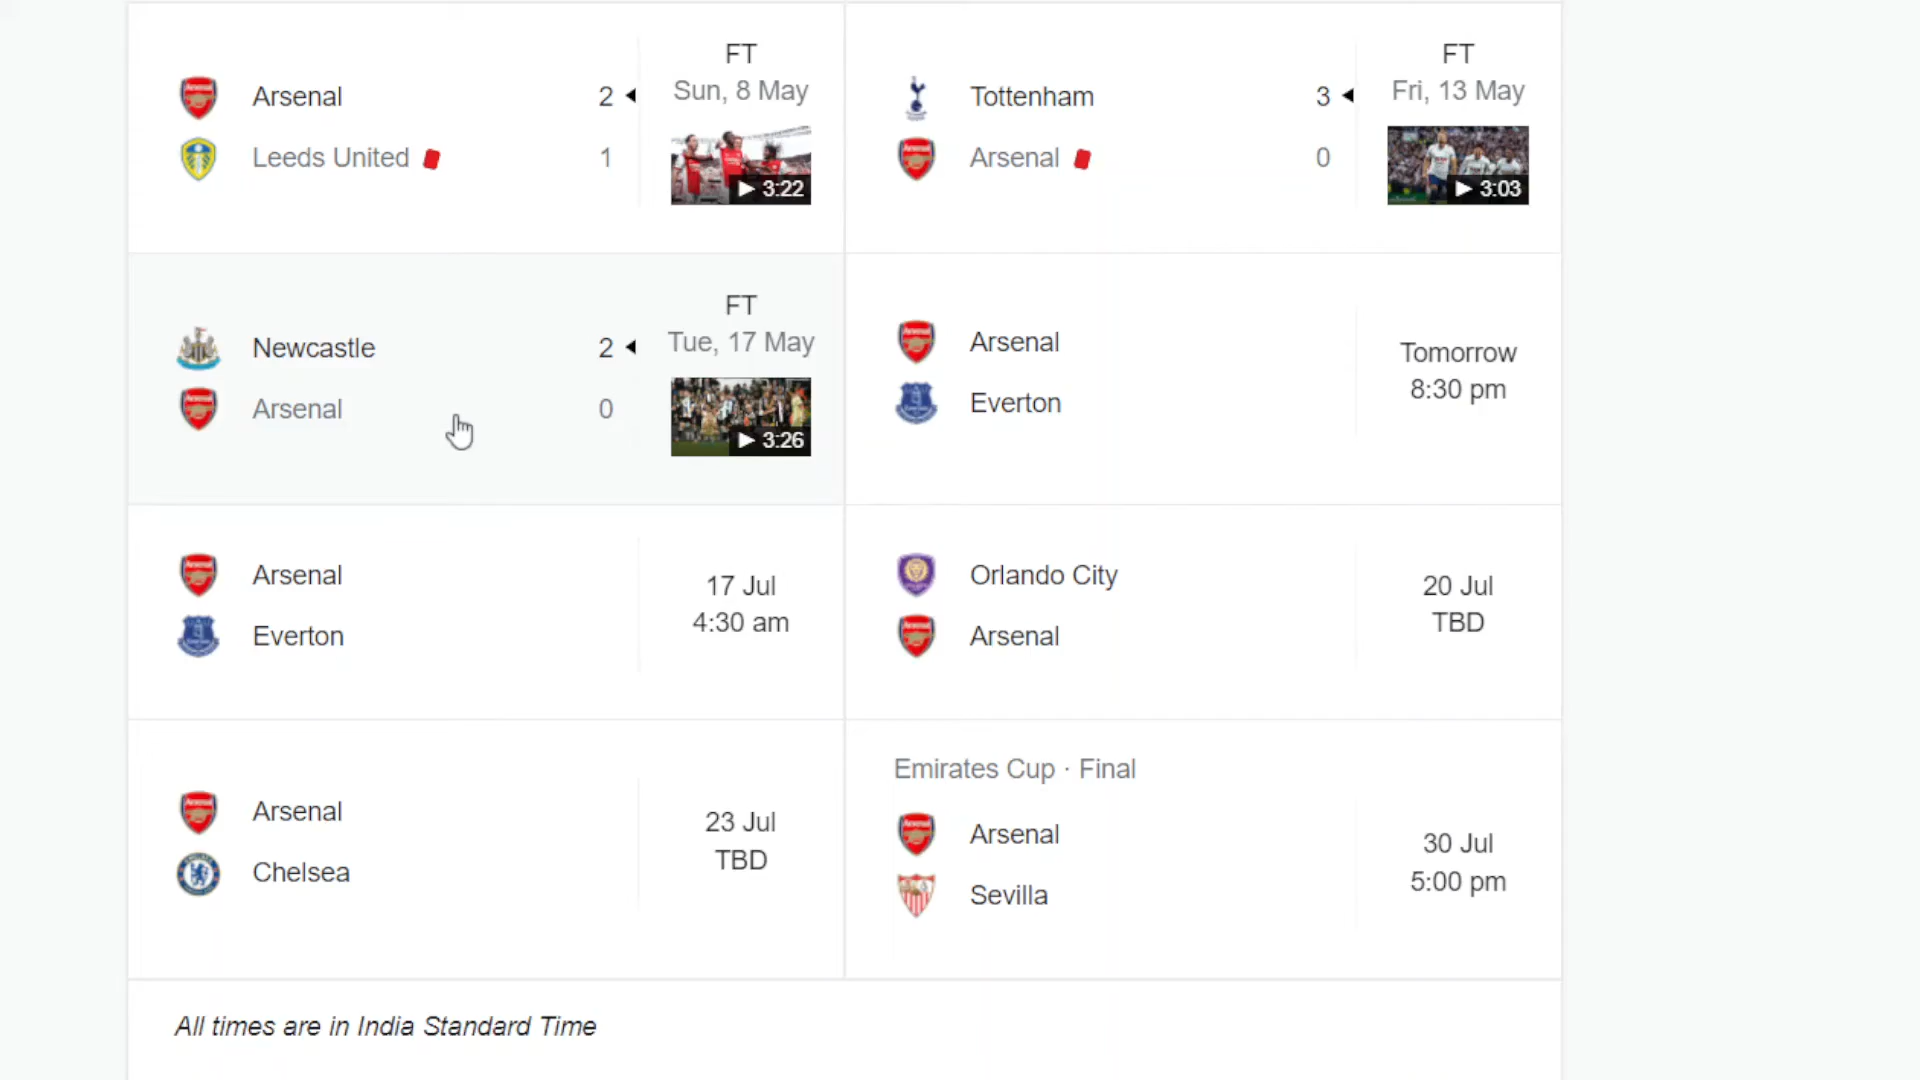 FT
Sun, 8 May
Arsenal 2
Leeds United 1
3:22
FT
Fri, 13 May
Tottenham 3
Arsenal 0
3:03
FT
Tue, 17 May
Newcastle 2
Arsenal 0
3:26
Arsenal
Everton
Tomorrow
8:30 pm
Arsenal
Everton
17 Jul
4:30 am
Orlando City
Arsenal
20 Jul
TBD
Arsenal
Chelsea
23 Jul
TBD
Emirates Cup · Final
Arsenal
Sevilla
30 Jul
5:00 pm
All times are in India Standard Time